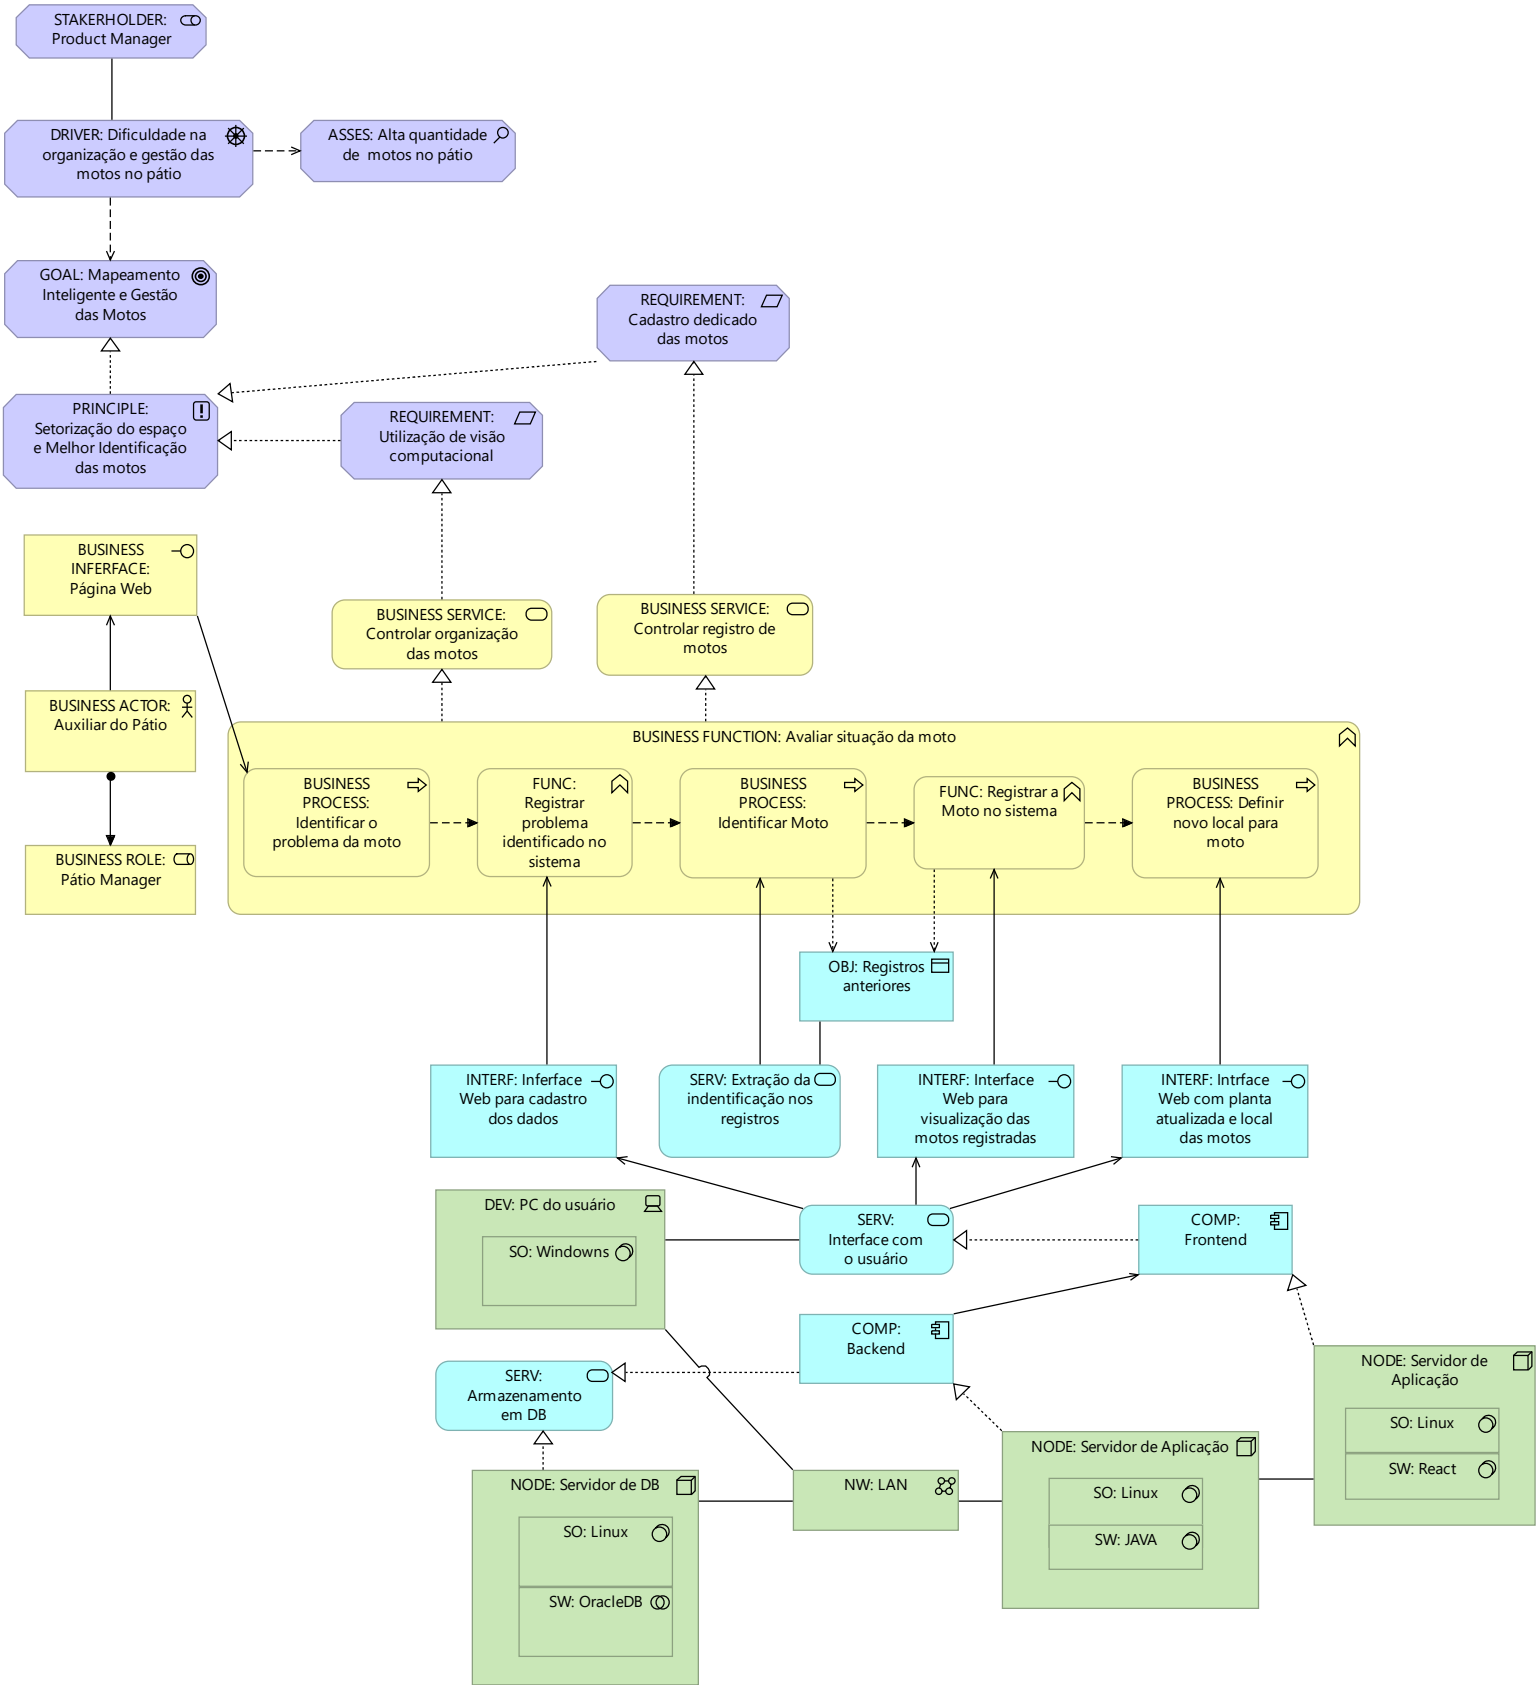 STAKERHOLDER:
Product Manager
DRIVER: Dificuldade na
organização e gestão das
motos no pátio
ASSES: Alta quantidade
de  motos no pátio
GOAL: Mapeamento
Inteligente e Gestão
das Motos
REQUIREMENT:
Cadastro dedicado
das motos
PRINCIPLE:
Setorização do espaço
e Melhor Identificação
das motos
REQUIREMENT:
Utilização de visão
computacional
BUSINESS
INFERFACE:
Página Web
BUSINESS SERVICE:
Controlar organização
das motos
BUSINESS SERVICE:
Controlar registro de
motos
BUSINESS ACTOR:
Auxiliar do Pátio
BUSINESS ROLE:
Pátio Manager
BUSINESS FUNCTION: Avaliar situação da moto
BUSINESS
PROCESS:
Identificar o
problema da moto
FUNC:
Registrar
problema
identificado no
sistema
BUSINESS
PROCESS:
Identificar Moto
FUNC: Registrar a
Moto no sistema
BUSINESS
PROCESS: Definir
novo local para
moto
OBJ: Registros
anteriores
INTERF: Inferface
Web para cadastro
dos dados
SERV: Extração da
indentificação nos
registros
INTERF: Interface
Web para
visualização das
motos registradas
INTERF: Intrface
Web com planta
atualizada e local
das motos
DEV: PC do usuário
SO: Windowns
SERV:
Interface com
o usuário
COMP:
Frontend
COMP:
Backend
SERV:
Armazenamento
em DB
NODE: Servidor de
Aplicação
SO: Linux
SW: React
NODE: Servidor de Aplicação
SO: Linux
SW: JAVA
NW: LAN
NODE: Servidor de DB
SO: Linux
SW: OracleDB